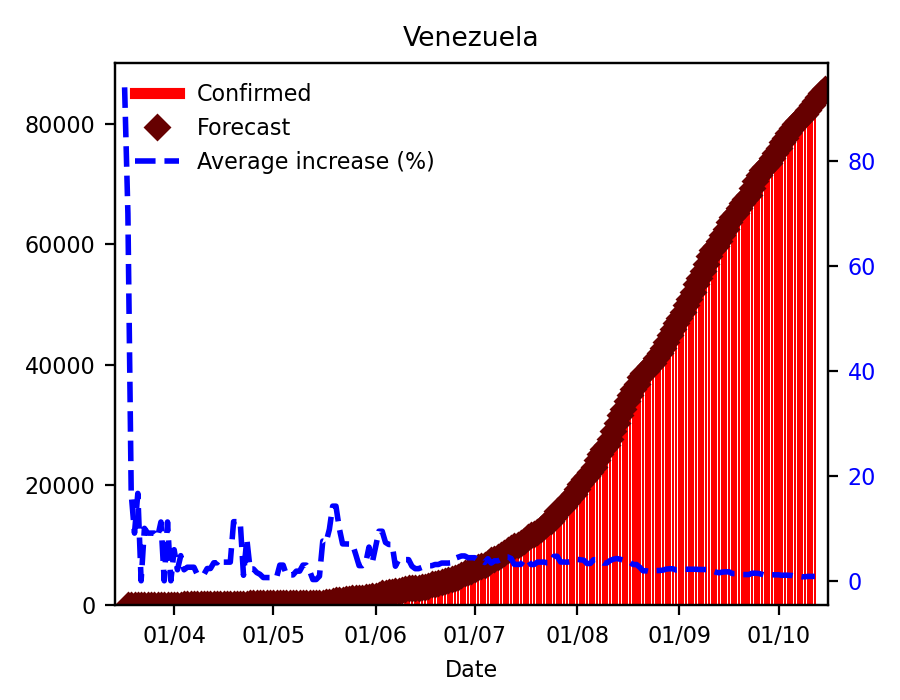 Venezuela
Confirmed
Forecast
Average increase (%)
80000
60000
40000
20000
0
80
60
40
20
0
01/04 01/05 01/06 01/07 01/08 01/09 01/10
Date